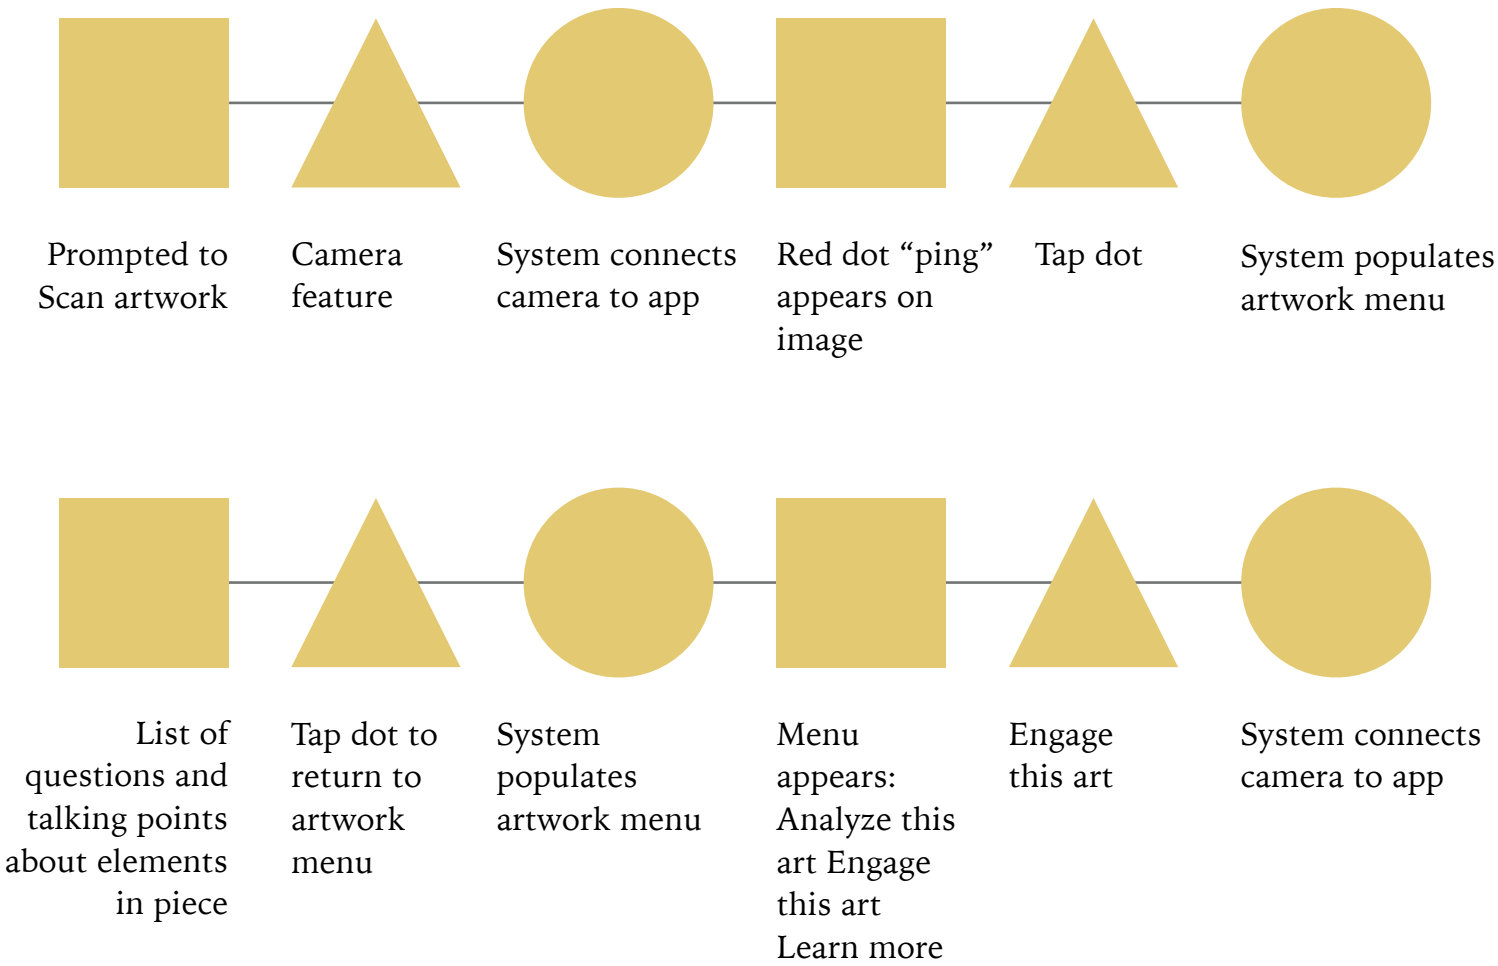 Prompted to
Scan artwork
Camera
feature
System connects
camera to app
Red dot “ping”
appears on
image
Tap dot
System populates
artwork menu
List of
questions and
talking points
about elements
in piece
Tap dot to
return to
artwork
menu
System
populates
artwork menu
Menu
appears:
Analyze this
art Engage
this art
Learn more
Engage
this art
System connects
camera to app